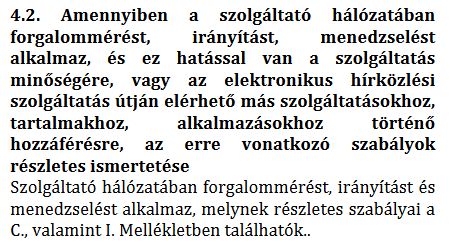 4.2. Amennyiben a szolgáltató hálózatában
forgalommérést, irányítást, menedzselést
alkalmaz, és ez hatással van a szolgáltatás
minőségére, vagy az elektronikus hírközlési
szolgáltatás útján elérhető más szolgáltatásokhoz,
tartalmakhoz, alkalmazásokhoz történő
hozzáférésre, az erre vonatkozó szabályok
részletes ismertetése
Szolgáltató hálózatában forgalommérést, irányítást és
menedzselést alkalmaz, melynek részletes szabályai a
C., valamint I. Mellékletben találhatók..